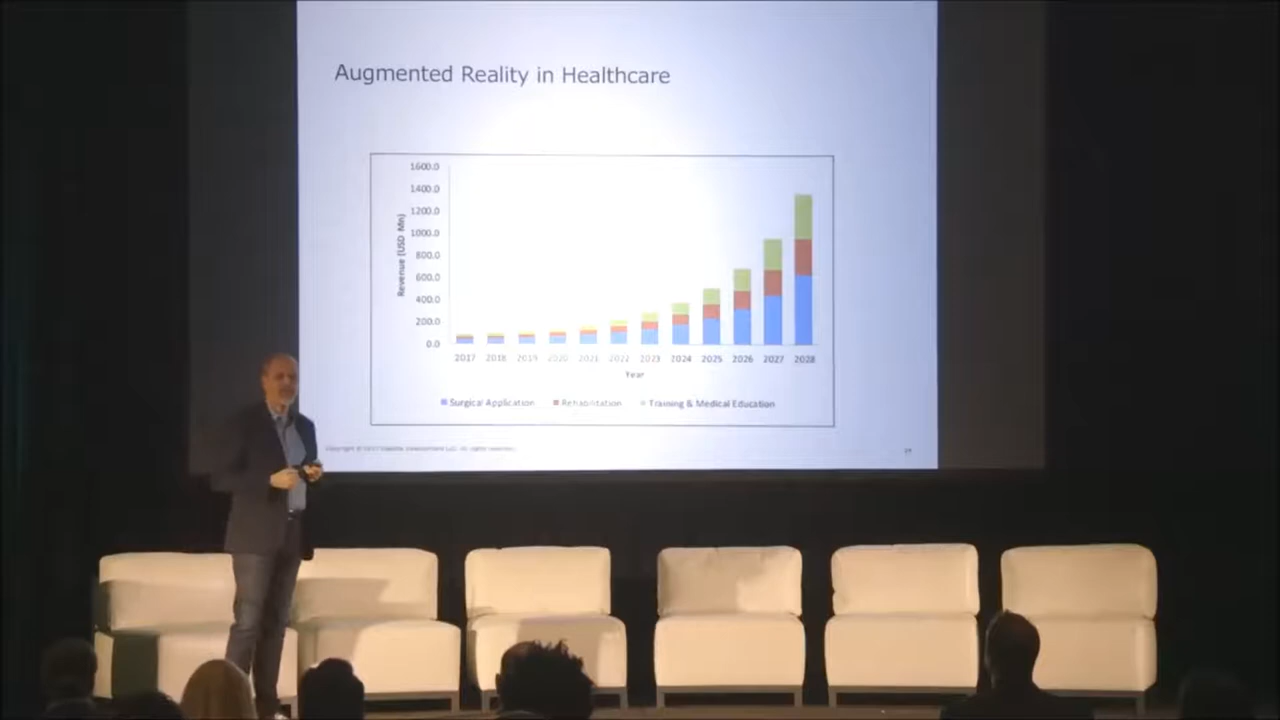 Augmented Reality in Healthcare
1600.0
1400.0
1200.0
1000.0
800.0
600.0
400.0
200.0
0.0
Revenue (USD Mn)
2017 2018 2019 2020 2021 2022 2023 2024 2025 2026 2027 2028
Year
Surgical Application Rehabilitation Training & Medical Education